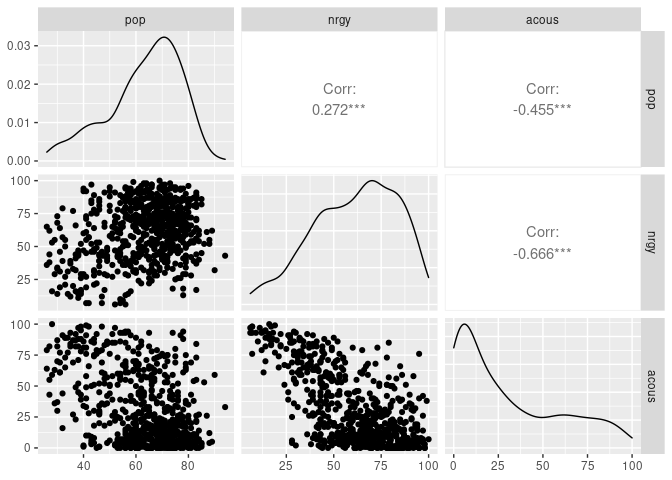 pop nrgy acous
0.03
0.02
0.01
0.00
Corr:
0.272***
Corr:
-0.455***
pop
100
75
50
25
Corr:
-0.666***
nrgy
100
75
50
25
0
acous
40 60 80 25 50 75 100 0 25 50 75 100